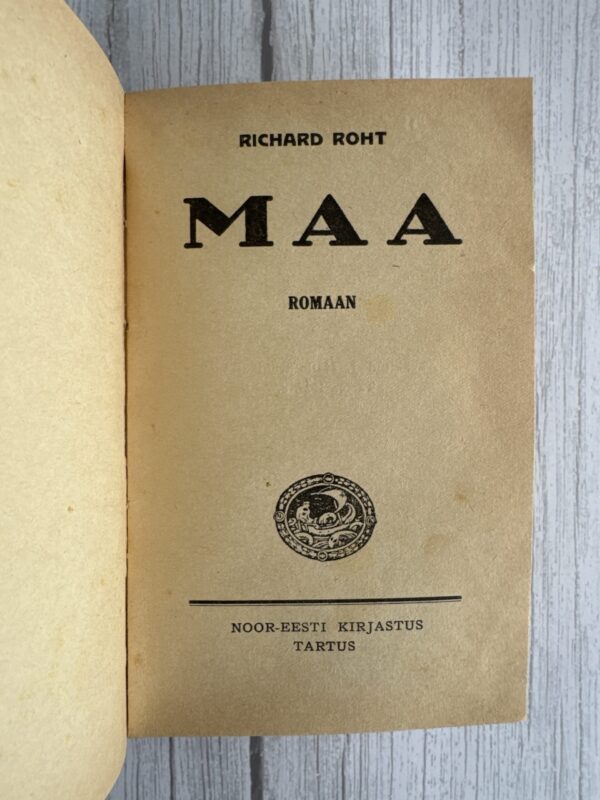 RICHARD ROHT
MAA
ROMAAN
NOOR-EESTI KIRJASTUS
TARTUS